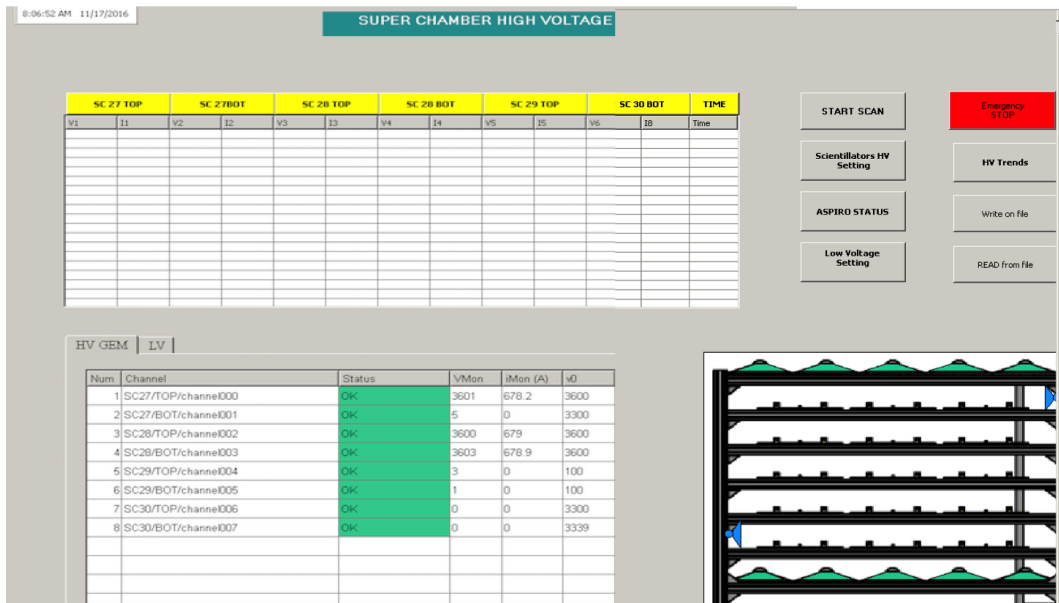 8:06:52 AM 11/17/2016
SUPER CHAMBER HIGH VOLTAGE
SC 27 TOP SC 27BOT SC 28 TOP SC 28 BOT SC 29 TOP SC 30 BOT TIME
V1 I1 V2 I2 V3 I3 V4 I4 V5 I5 V6 I8 Time
START SCAN
Emergency
STOP
Scientillators HV
Setting
HV Trends
ASPIRO STATUS
Write on file
Low Voltage
Setting
READ from file
HV GEM LV
Num Channel Status VMon iMon (A) v0
1 SC27/TOP/channel000 OK 3601 678.2 3600
2 SC27/BOT/channel001 OK 5 0 3300
3 SC28/TOP/channel002 OK 3600 679 3600
4 SC28/BOT/channel003 OK 3603 678.9 3600
5 SC29/TOP/channel004 OK 3 0 100
6 SC29/BOT/channel005 OK 1 0 100
7 SC30/TOP/channel006 OK 0 0 3300
8 SC30/BOT/channel007 OK 0 0 3339